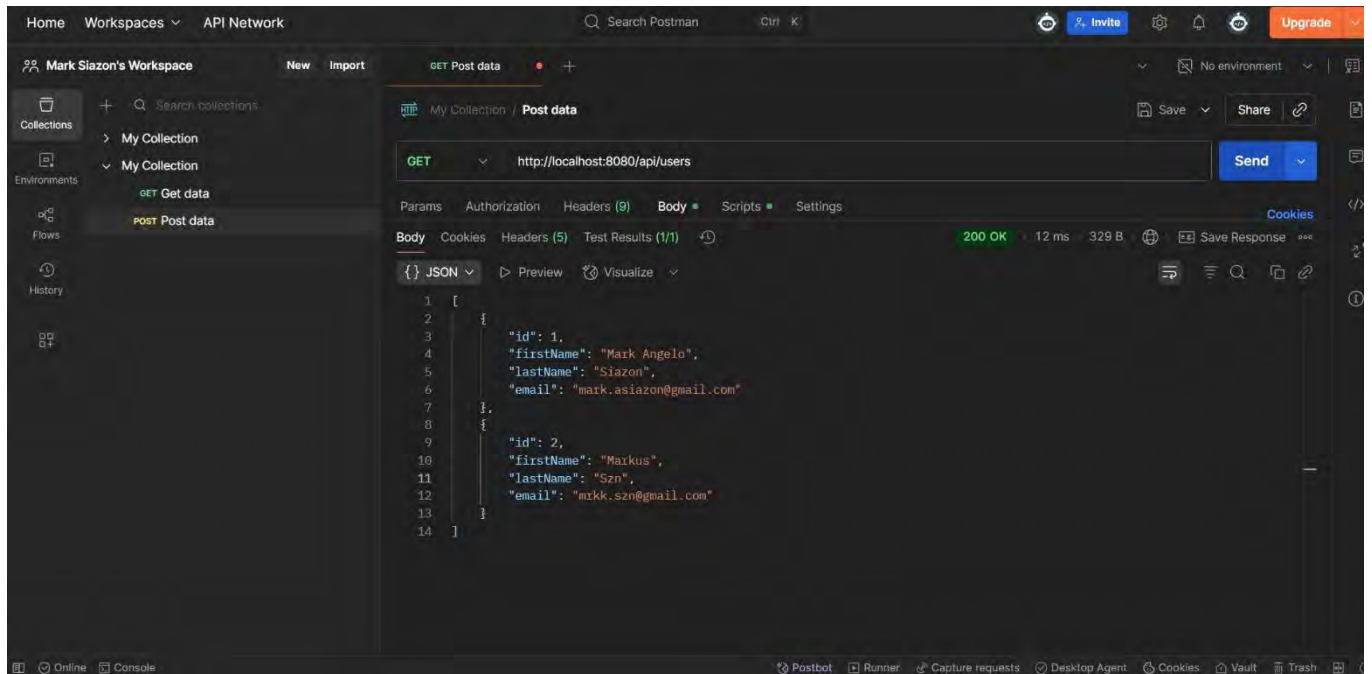 Home Workspaces API Network Search Postman Ctrl K Invite Upgrade
Mark Siazon's Workspace New Import GET Post data No environment
Collections Search collections My Collection / Post data Save Share
My Collection
My Collection GET http://localhost:8080/api/users Send
Environments
GET Get data
POST Post data Params Authorization Headers (9) Body Scripts Settings Cookies
Flows Body Cookies Headers (5) Test Results (1/1) 200 OK 12 ms 329 B Save Response
{} JSON Preview Visualize
History
1 [
2 {
3 "id": 1,
4 "firstName": "Mark Angelo",
5 "lastName": "Siazon",
6 "email": "mark.asiazon@gmail.com"
7 },
8 {
9 "id": 2,
10 "firstName": "Markus",
11 "lastName": "Szn",
12 "email": "mrkk.szn@gmail.com"
13 }
14 ]
Online Console Postbot Runner Capture requests Desktop Agent Cookies Vault Trash